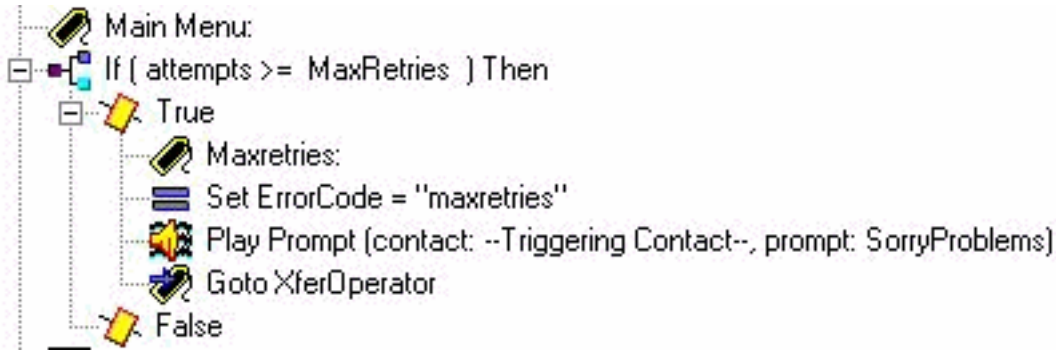 Main Menu:
If ( attempts >= MaxRetries ) Then
True
Maxretries:
Set ErrorCode = "maxretries"
Play Prompt (contact: --Triggering Contact--, prompt: SorryProblems)
Goto XferOperator
False